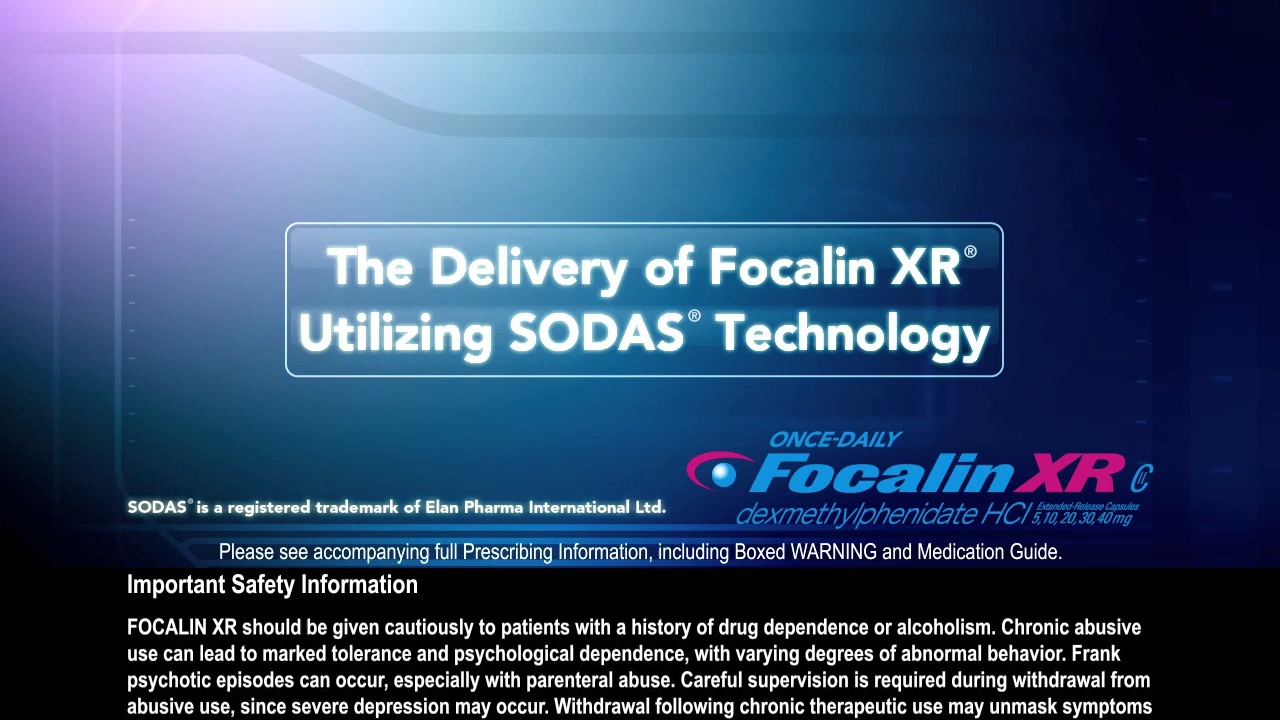 The Delivery of Focalin XR®
Utilizing SODAS® Technology
ONCE-DAILY
Focalin XR CII
dexmethylphenidate HCl Extended-Release Capsules
5, 10, 20, 30, 40 mg
SODAS® is a registered trademark of Elan Pharma International Ltd.
Please see accompanying full Prescribing Information, including Boxed WARNING and Medication Guide.
Important Safety Information
FOCALIN XR should be given cautiously to patients with a history of drug dependence or alcoholism. Chronic abusive
use can lead to marked tolerance and psychological dependence, with varying degrees of abnormal behavior. Frank
psychotic episodes can occur, especially with parenteral abuse. Careful supervision is required during withdrawal from
abusive use, since severe depression may occur. Withdrawal following chronic therapeutic use may unmask symptoms